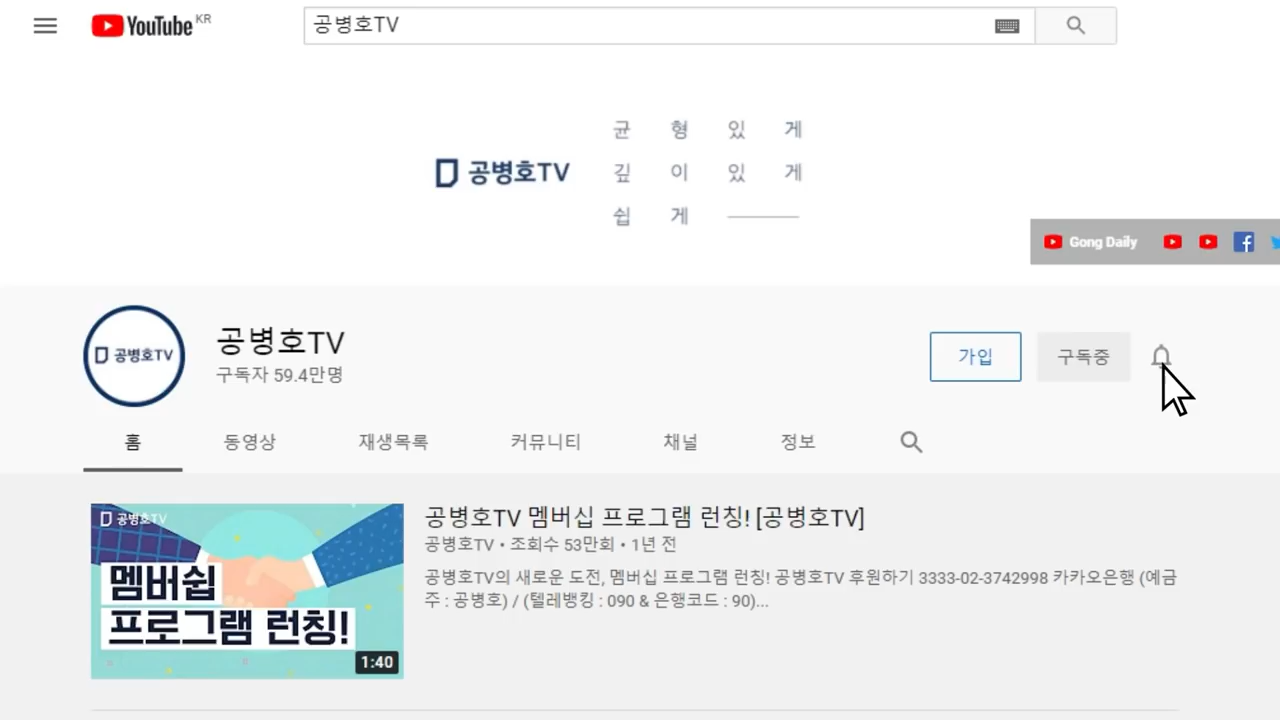 YouTube KR
공병호TV
공병호TV
균 형 있 게
깊 이 있 게
쉽 게
Gong Daily
공병호TV
공병호TV
구독자 59.4만명
가입
구독중
홈
동영상
재생목록
커뮤니티
채널
정보
공병호TV
멤버쉽
프로그램 런칭!
1:40
공병호TV 멤버십 프로그램 런칭! [공병호TV]
공병호TV • 조회수 53만회 • 1년 전
공병호TV의 새로운 도전, 멤버십 프로그램 런칭! 공병호TV 후원하기 3333-02-3742998 카카오은행 (예금
주 : 공병호) / (텔레뱅킹 : 090 & 은행코드 : 90)...